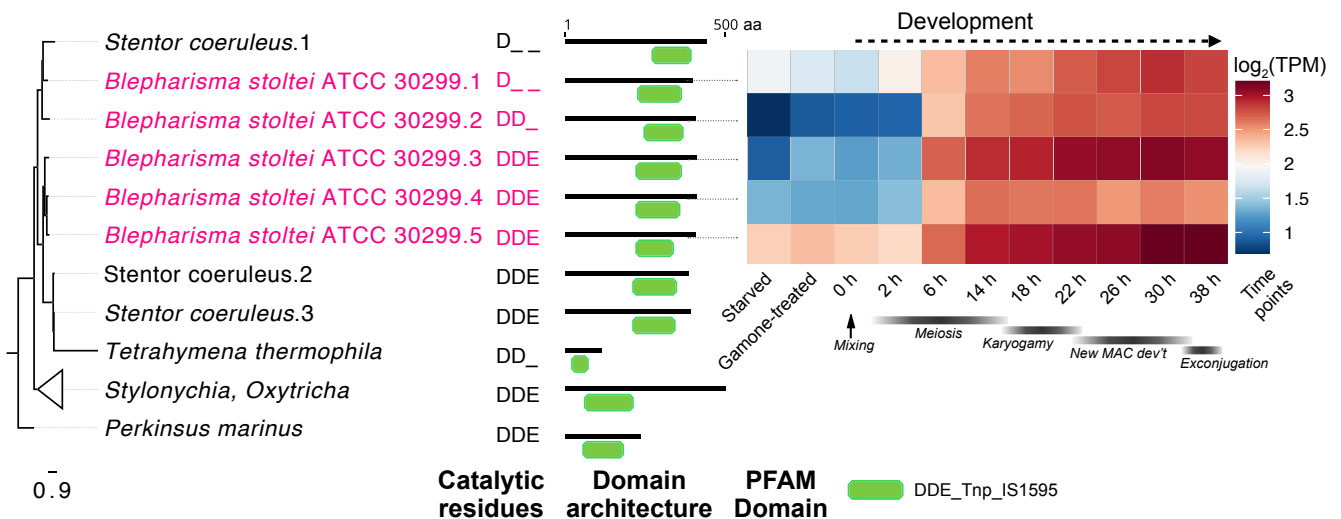 1 500 aa
Development
Stentor coeruleus.1 D_ _
Blepharisma stoltei ATCC 30299.1 D_ _
Blepharisma stoltei ATCC 30299.2 DD_
Blepharisma stoltei ATCC 30299.3 DDE
Blepharisma stoltei ATCC 30299.4 DDE
Blepharisma stoltei ATCC 30299.5 DDE
Stentor coeruleus.2 DDE
Stentor coeruleus.3 DDE
Tetrahymena thermophila DD_
Stylonychia, Oxytricha DDE
Perkinsus marinus DDE
log2(TPM)
3
2.5
2
1.5
1
Starved
Gamone-treated
0 h
2 h
6 h
14 h
18 h
22 h
26 h
30 h
38 h
Time
points
Mixing
Meiosis
Karyogamy
New MAC dev't
Exconjugation
0.9
Catalytic
residues
Domain
architecture
PFAM
Domain
DDE_Tnp_IS1595